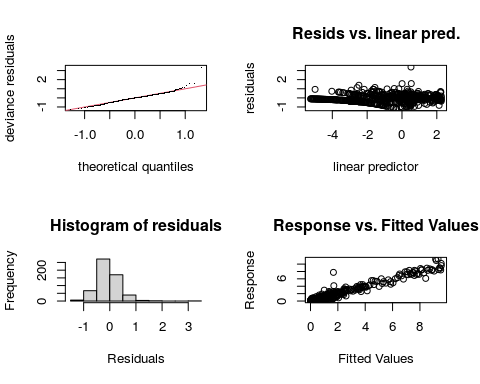 deviance residuals
2
-1
-1.0
0.0
1.0
theoretical quantiles
Resids vs. linear pred.
residuals
2
-1
-4
-2
0
2
linear predictor
Histogram of residuals
Frequency
200
0
-1
0
1
2
3
Residuals
Response vs. Fitted Values
Response
6
0
0
2
4
6
8
Fitted Values